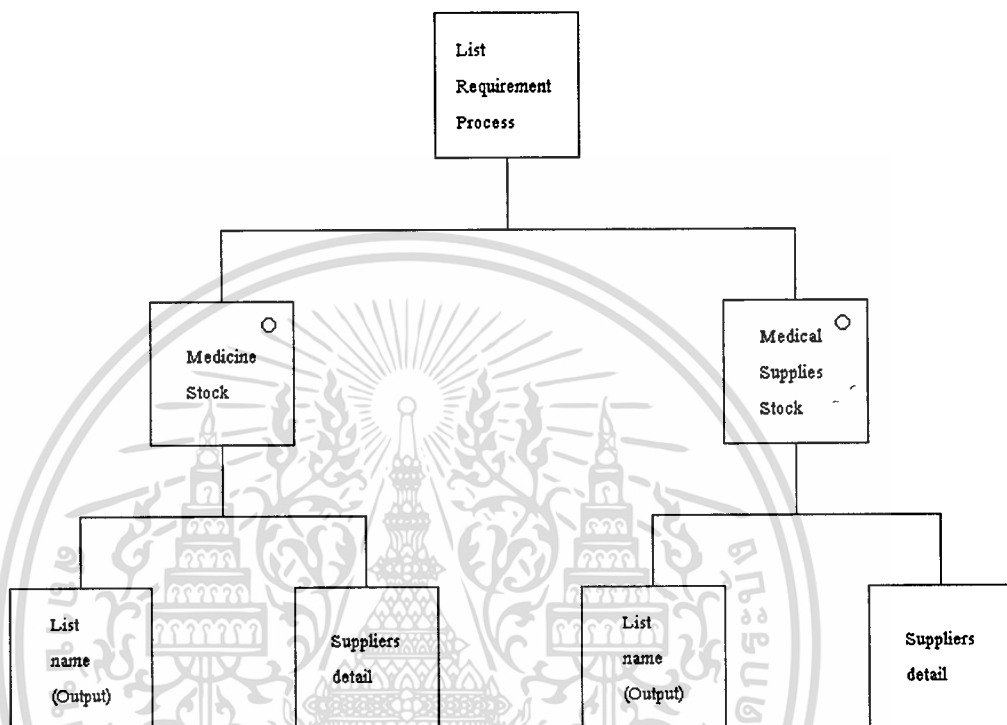 List
Requirement
Process
Medicine
Stock
Medical
Supplies
Stock
List
name
(Output)
Suppliers
detail
List
name
(Output)
Suppliers
detail